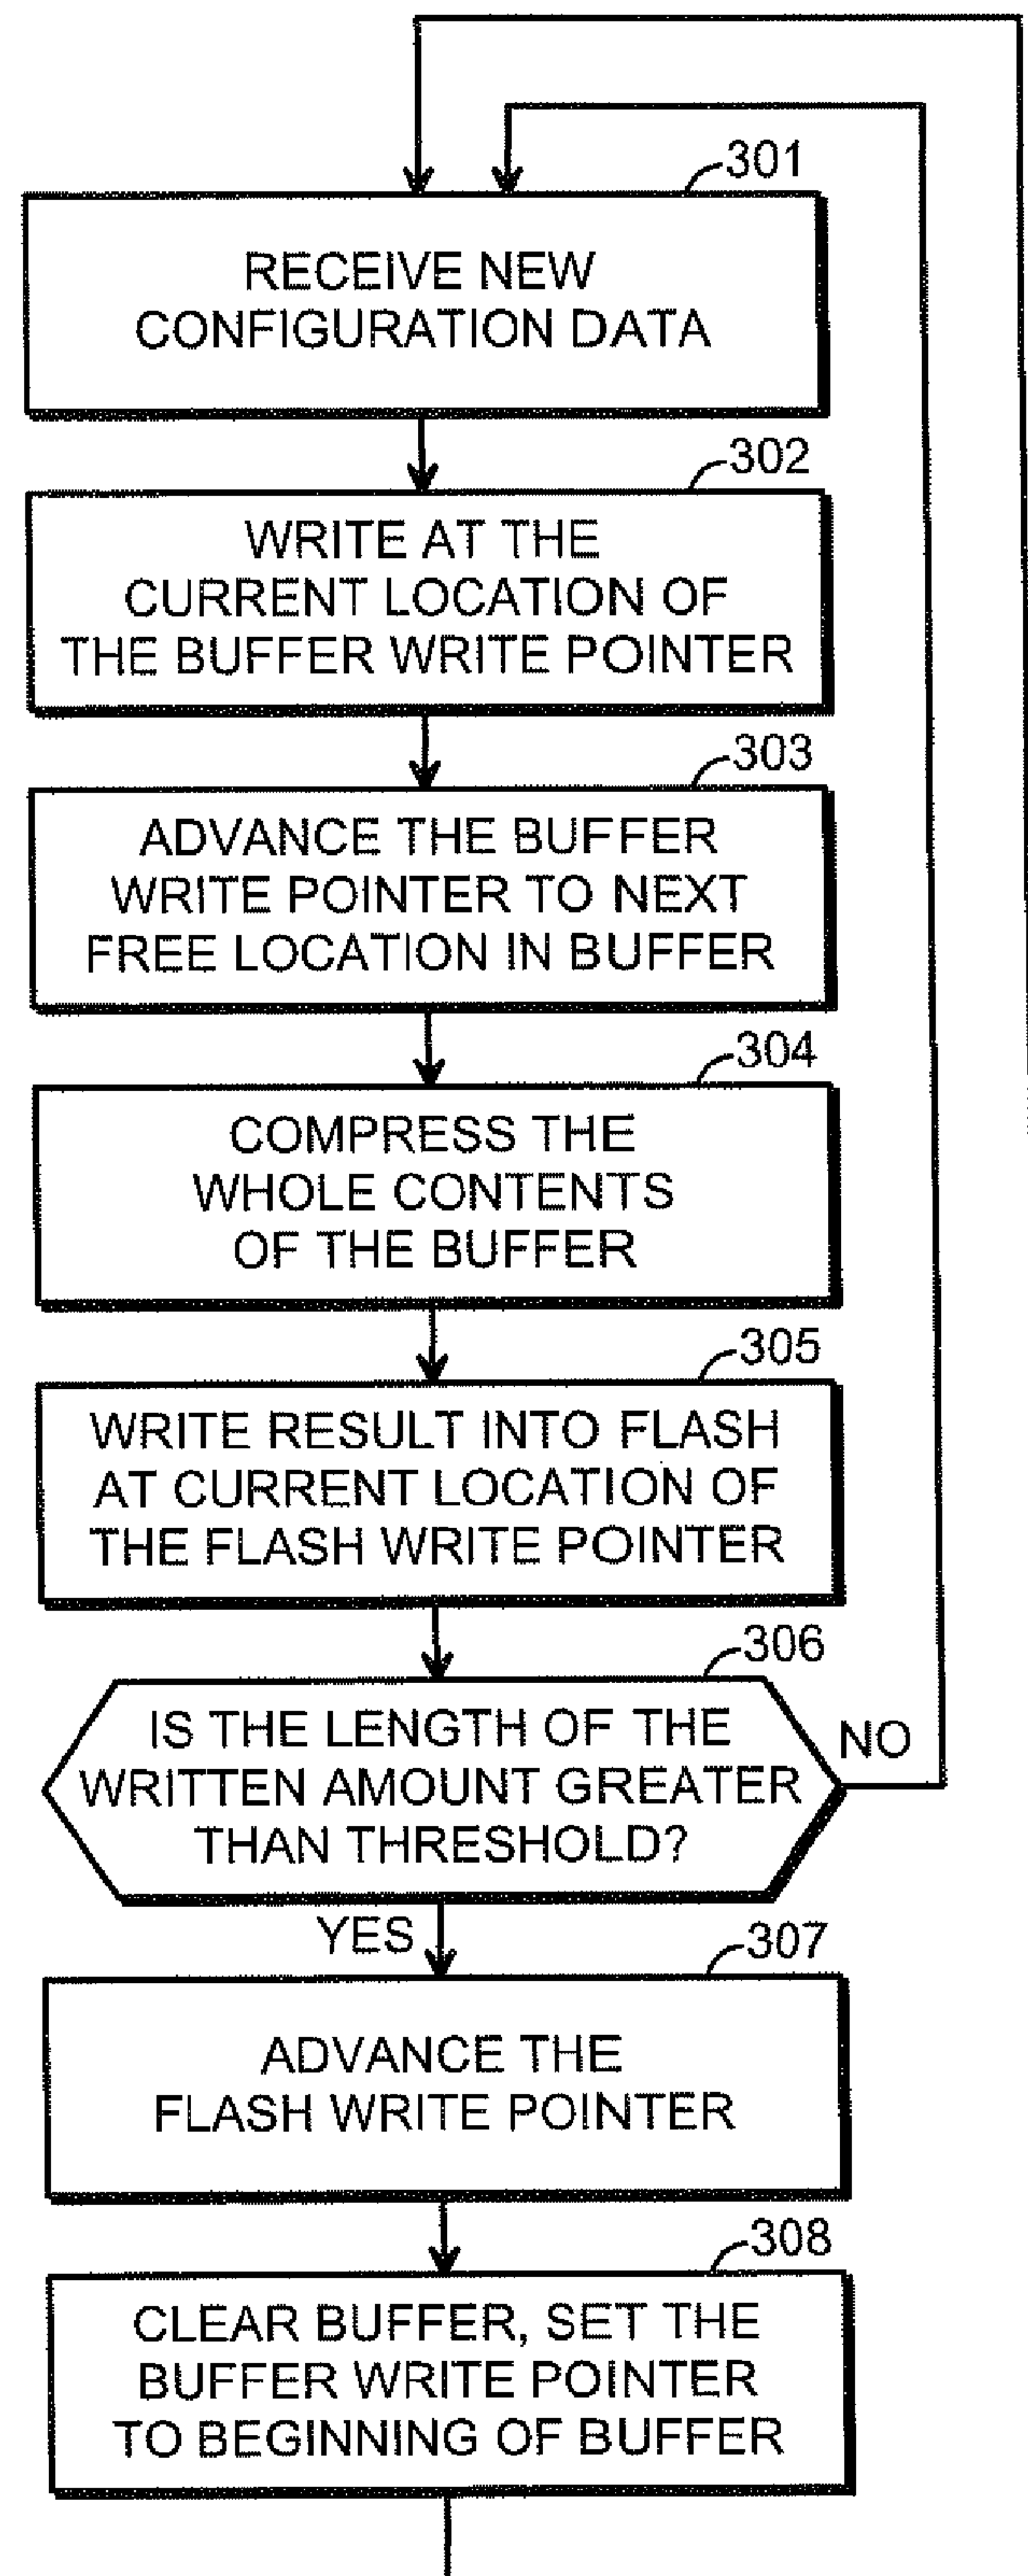 301
RECEIVE NEW
CONFIGURATION DATA
302
WRITE AT THE
CURRENT LOCATION OF
THE BUFFER WRITE POINTER
303
ADVANCE THE BUFFER
WRITE POINTER TO NEXT
FREE LOCATION IN BUFFER
304
COMPRESS THE
WHOLE CONTENTS
OF THE BUFFER
305
WRITE RESULT INTO FLASH
AT CURRENT LOCATION OF
THE FLASH WRITE POINTER
306
IS THE LENGTH OF THE
WRITTEN AMOUNT GREATER
THAN THRESHOLD?
NO
YES
307
ADVANCE THE
FLASH WRITE POINTER
308
CLEAR BUFFER, SET THE
BUFFER WRITE POINTER
TO BEGINNING OF BUFFER